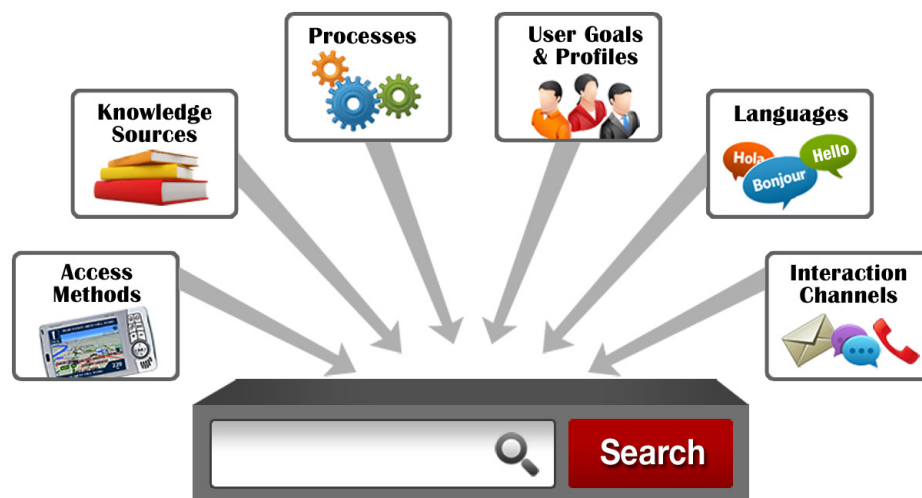 Processes
User Goals
& Profiles
Knowledge
Sources
Languages
Hola
Bonjour
Hello
Access
Methods
Interaction
Channels
Search